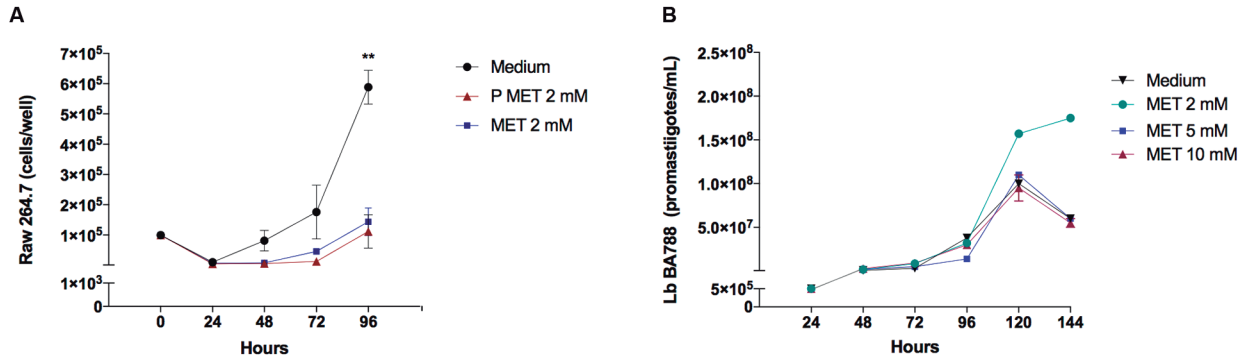 A
Raw 264.7 (cells/well)
7×10⁵
6×10⁵
5×10⁵
4×10⁵
3×10⁵
2×10⁵
1×10⁵
1×10³
0
**
0 24 48 72 96
Hours
Medium
P MET 2 mM
MET 2 mM
B
Lb BA788 (promastiigotes/mL)
2.5×10⁸
2.0×10⁸
1.5×10⁸
1.0×10⁸
5.0×10⁷
5×10⁵
0
24 48 72 96 120 144
Hours
Medium
MET 2 mM
MET 5 mM
MET 10 mM